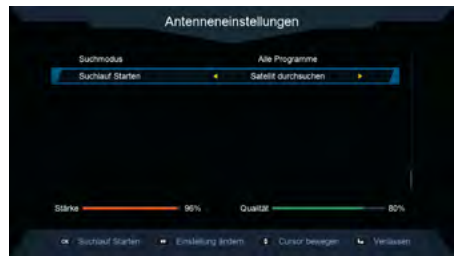 Antenneneinstellungen
Suchmodus Alle Programme
Suchlauf Starten Satellit durchsuchen
Stärke 96% Qualität 80%
OK Suchlauf Starten Einstellung ändern Cursor bewegen Verlassen